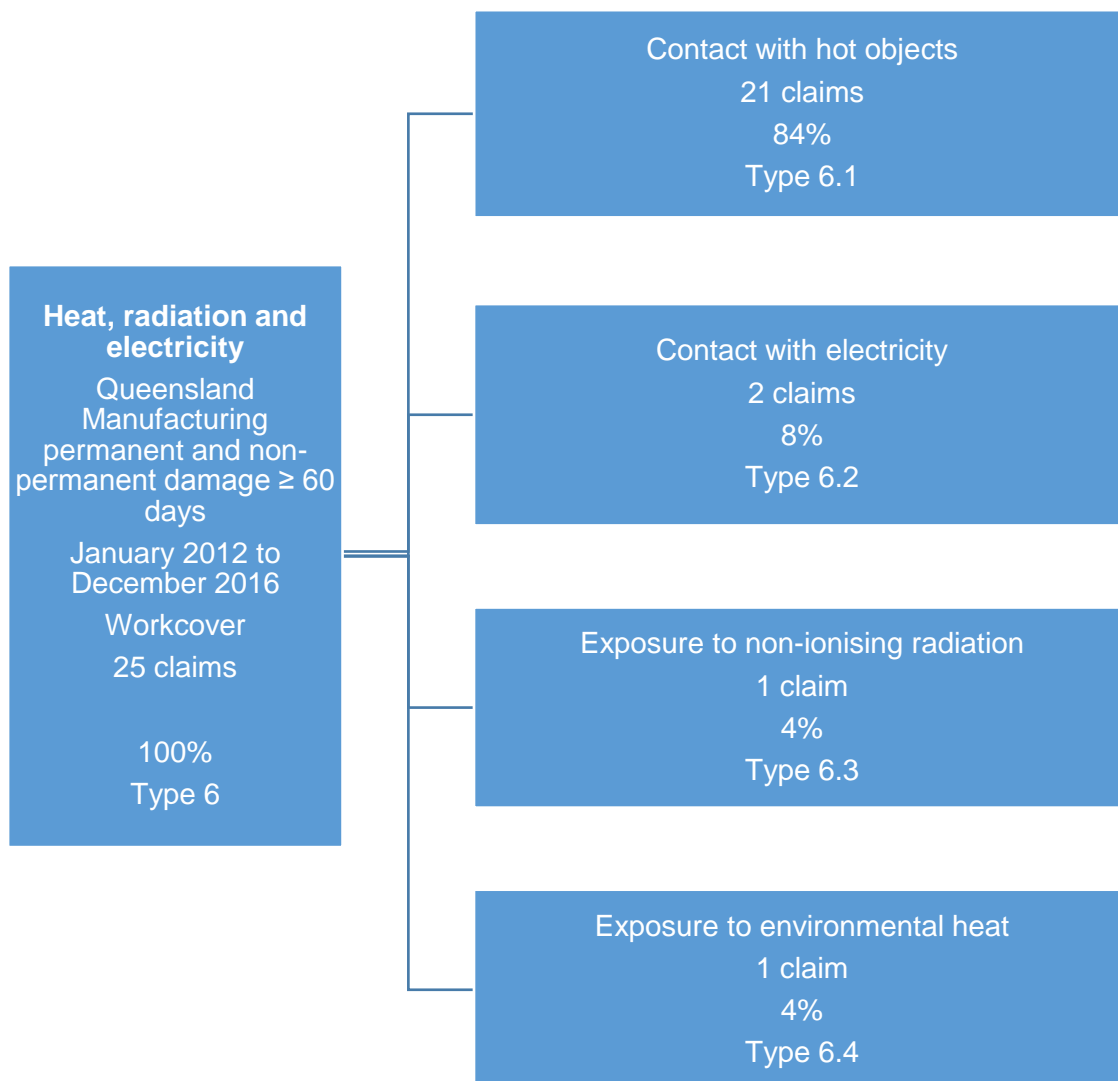 Heat, radiation and
electricity
Queensland
Manufacturing
permanent and non-
permanent damage ≥ 60
days
January 2012 to
December 2016
Workcover
25 claims
100%
Type 6
Contact with hot objects
21 claims
84%
Type 6.1
Contact with electricity
2 claims
8%
Type 6.2
Exposure to non-ionising radiation
1 claim
4%
Type 6.3
Exposure to environmental heat
1 claim
4%
Type 6.4